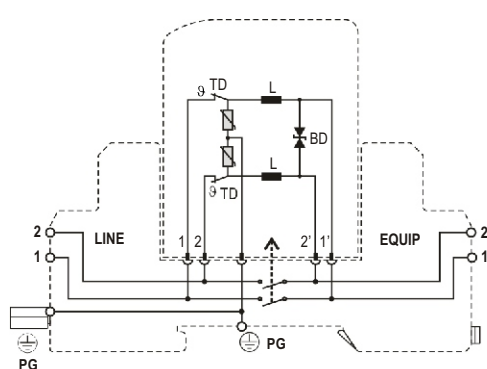 ϑ TD L
BD
L
ϑ TD
2 LINE 1 2 2' 1' EQUIP 2
1 1
PG
PG